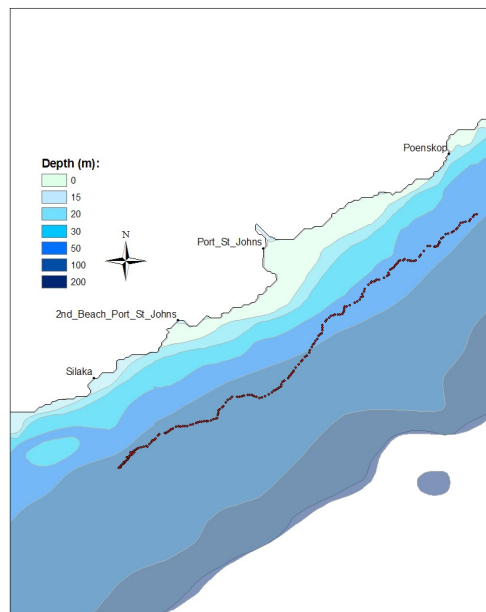 Poenskop
Depth (m):
0
15
20
30
50
100
200
N
Port_St_Johns
2nd_Beach_Port_St_Johns
Silaka